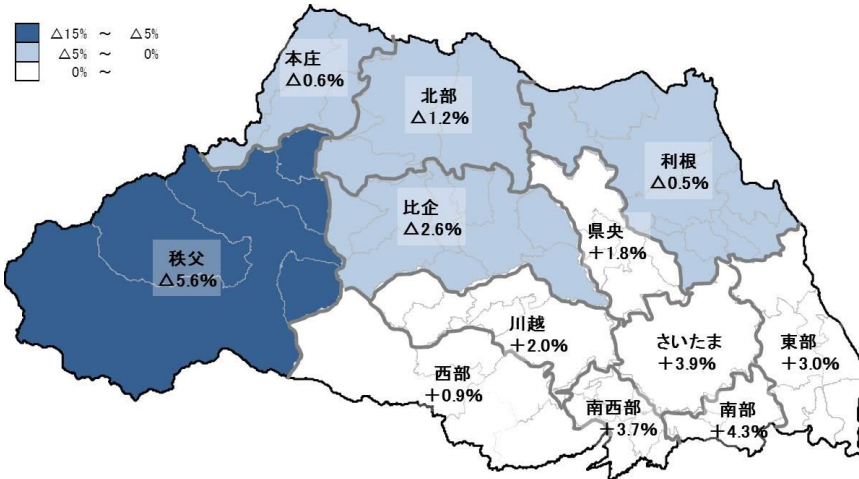 △15% ～ △5%
△5% ～ 0%
0% ～
本庄
△0.6%
北部
△1.2%
利根
△0.5%
比企
△2.6%
県央
＋1.8%
秩父
△5.6%
川越
＋2.0%
さいたま
＋3.9%
東部
＋3.0%
西部
＋0.9%
南西部
＋3.7%
南部
＋4.3%